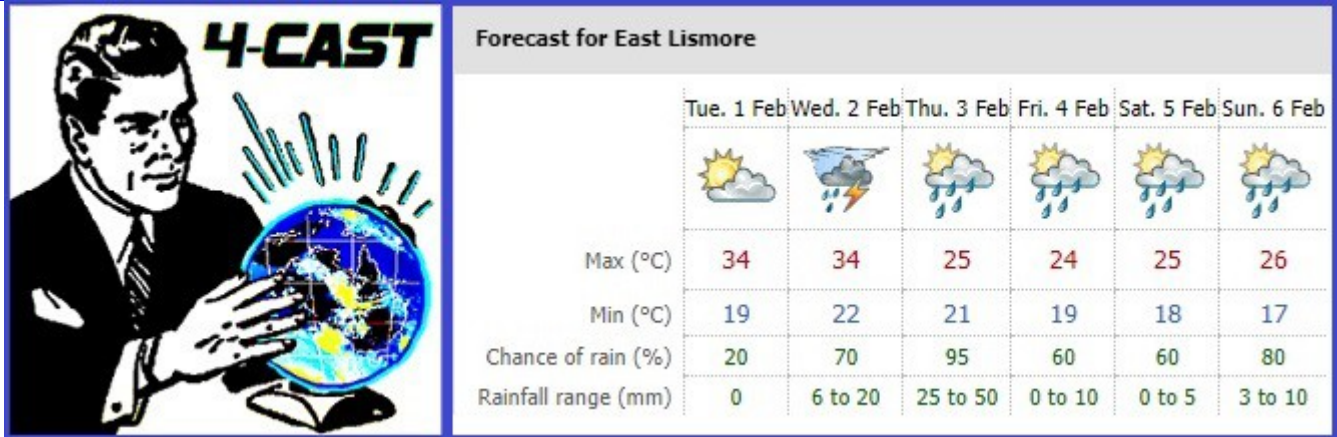 4-CAST
Forecast for East Lismore
Tue. 1 Feb Wed. 2 Feb Thu. 3 Feb Fri. 4 Feb Sat. 5 Feb Sun. 6 Feb
Max (°C) 34 34 25 24 25 26
Min (°C) 19 22 21 19 18 17
Chance of rain (%) 20 70 95 60 60 80
Rainfall range (mm) 0 6 to 20 25 to 50 0 to 10 0 to 5 3 to 10